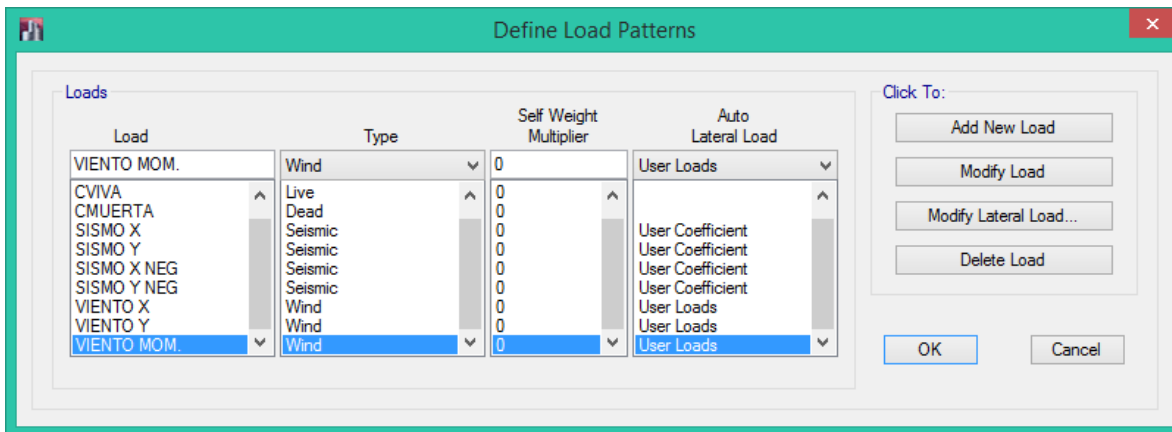 Define Load Patterns
Loads
Click To:
Load Type Self Weight Multiplier Auto Lateral Load
VIENTO MOM. Wind 0 User Loads
CVIVA Live 0
CMUERTA Dead 0
SISMO X Seismic 0 User Coefficient
SISMO Y Seismic 0 User Coefficient
SISMO X NEG Seismic 0 User Coefficient
SISMO Y NEG Seismic 0 User Coefficient
VIENTO X Wind 0 User Loads
VIENTO Y Wind 0 User Loads
VIENTO MOM. Wind 0 User Loads
Add New Load
Modify Load
Modify Lateral Load...
Delete Load
OK Cancel